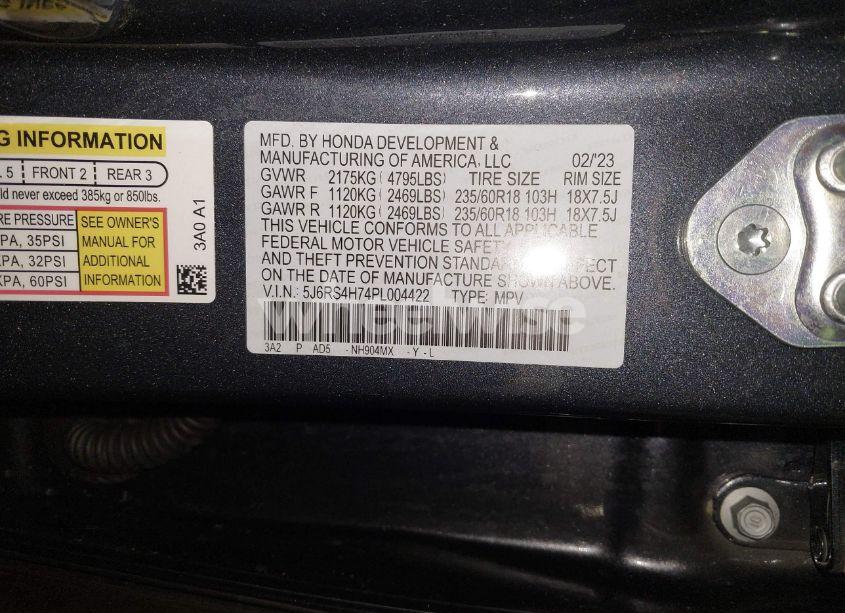 G INFORMATION
L 5 FRONT 2 REAR 3
ld never exceed 385kg or 850lbs.
RE PRESSURE
PA, 35PSI
KPA, 32PSI
KPA, 60PSI
SEE OWNER'S
MANUAL FOR
ADDITIONAL
INFORMATION
3A0 A1
MFD. BY HONDA DEVELOPMENT &
MANUFACTURING OF AMERICA, LLC 02/'23
GVWR 2175KG ( 4795LBS) TIRE SIZE RIM SIZE
GAWR F 1120KG ( 2469LBS) 235/60R18 103H 18X7.5J
GAWR R 1120KG ( 2469LBS) 235/60R18 103H 18X7.5J
THIS VEHICLE CONFORMS TO ALL APPLICABLE
FEDERAL MOTOR VEHICLE SAFETY
AND THEFT PREVENTION STANDARDS IN EFFECT
ON THE DATE OF MANUFACTURE SHOWN ABOVE.
V.I.N.: 5J6RS4H74PL004422 TYPE: MPV
wheelwise
3A2 P AD5 - NH904MX - Y - L